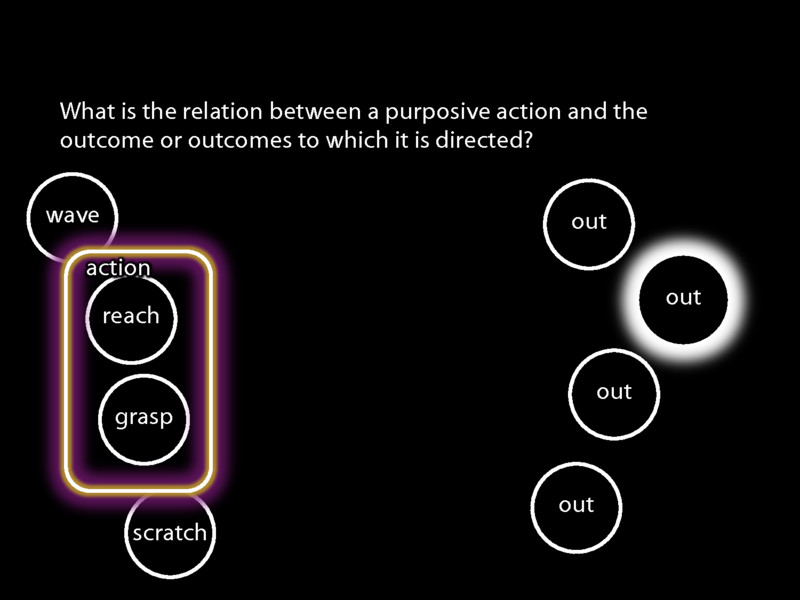 What is the relation between a purposive action and the
outcome or outcomes to which it is directed?
wave
action
reach
grasp
scratch
out
out
out
out